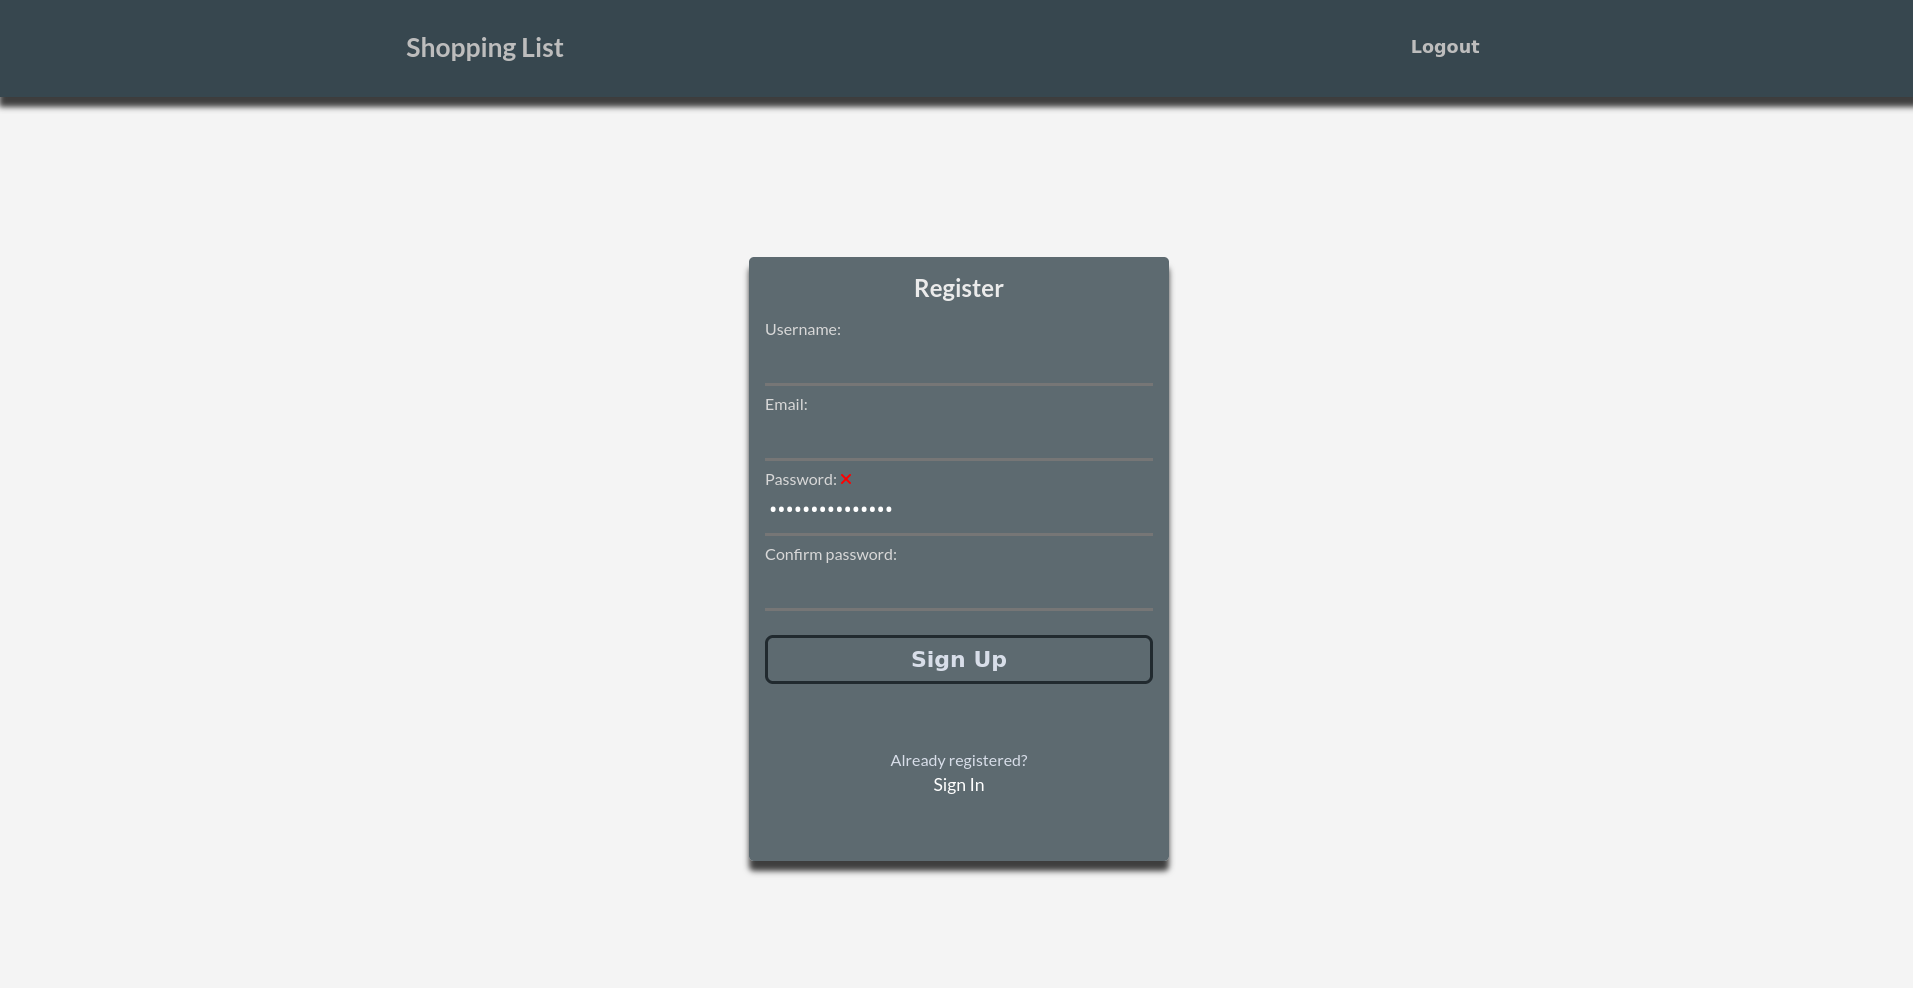 Shopping List
Logout
Register
Username:
Email:
Password: ✕
•••••••••••••••
Confirm password:
Sign Up
Already registered?
Sign In